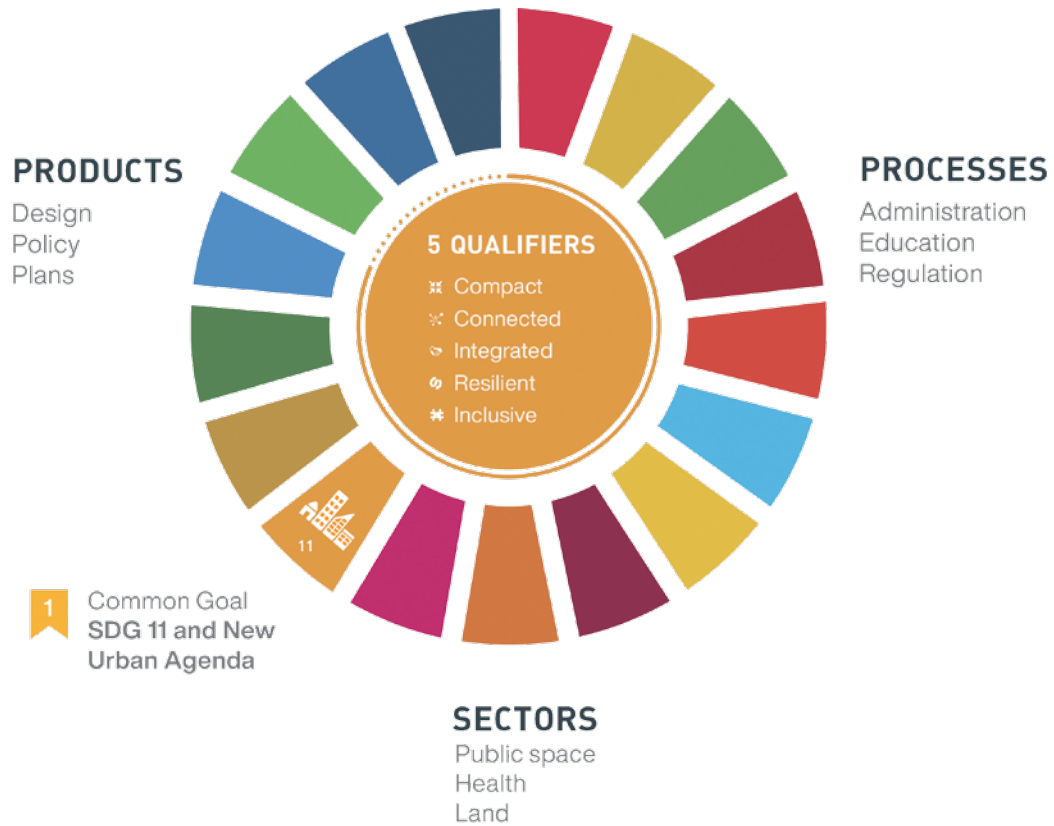 PRODUCTS
Design
Policy
Plans
PROCESSES
Administration
Education
Regulation
5 QUALIFIERS
Compact
Connected
Integrated
Resilient
Inclusive
11
1
Common Goal
SDG 11 and New
Urban Agenda
SECTORS
Public space
Health
Land